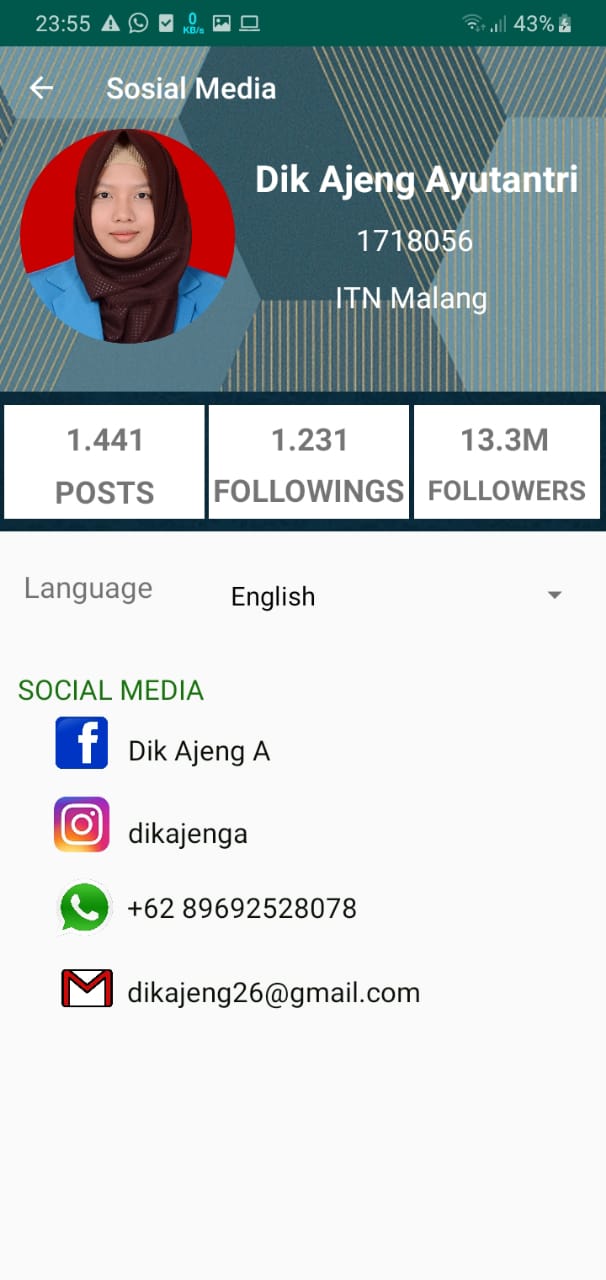 23:55
0
KB/s
43%
Sosial Media
Dik Ajeng Ayutantri
1718056
ITN Malang
1.441
POSTS
1.231
FOLLOWINGS
13.3M
FOLLOWERS
Language
English
SOCIAL MEDIA
Dik Ajeng A
dikajenga
+62 89692528078
dikajeng26@gmail.com